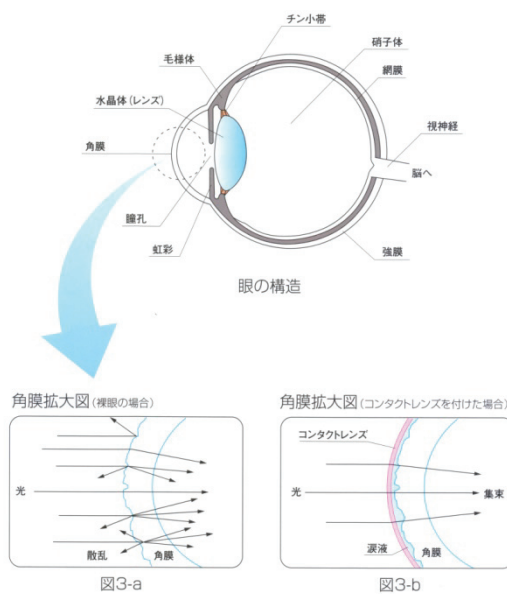 チン小帯
毛様体
硝子体
網膜
水晶体(レンズ)
視神経
角膜
脳へ
瞳孔
虹彩
強膜
眼の構造
角膜拡大図(裸眼の場合)
光
散乱
角膜
図3-a
角膜拡大図(コンタクトレンズを付けた場合)
コンタクトレンズ
光
集束
涙液
角膜
図3-b